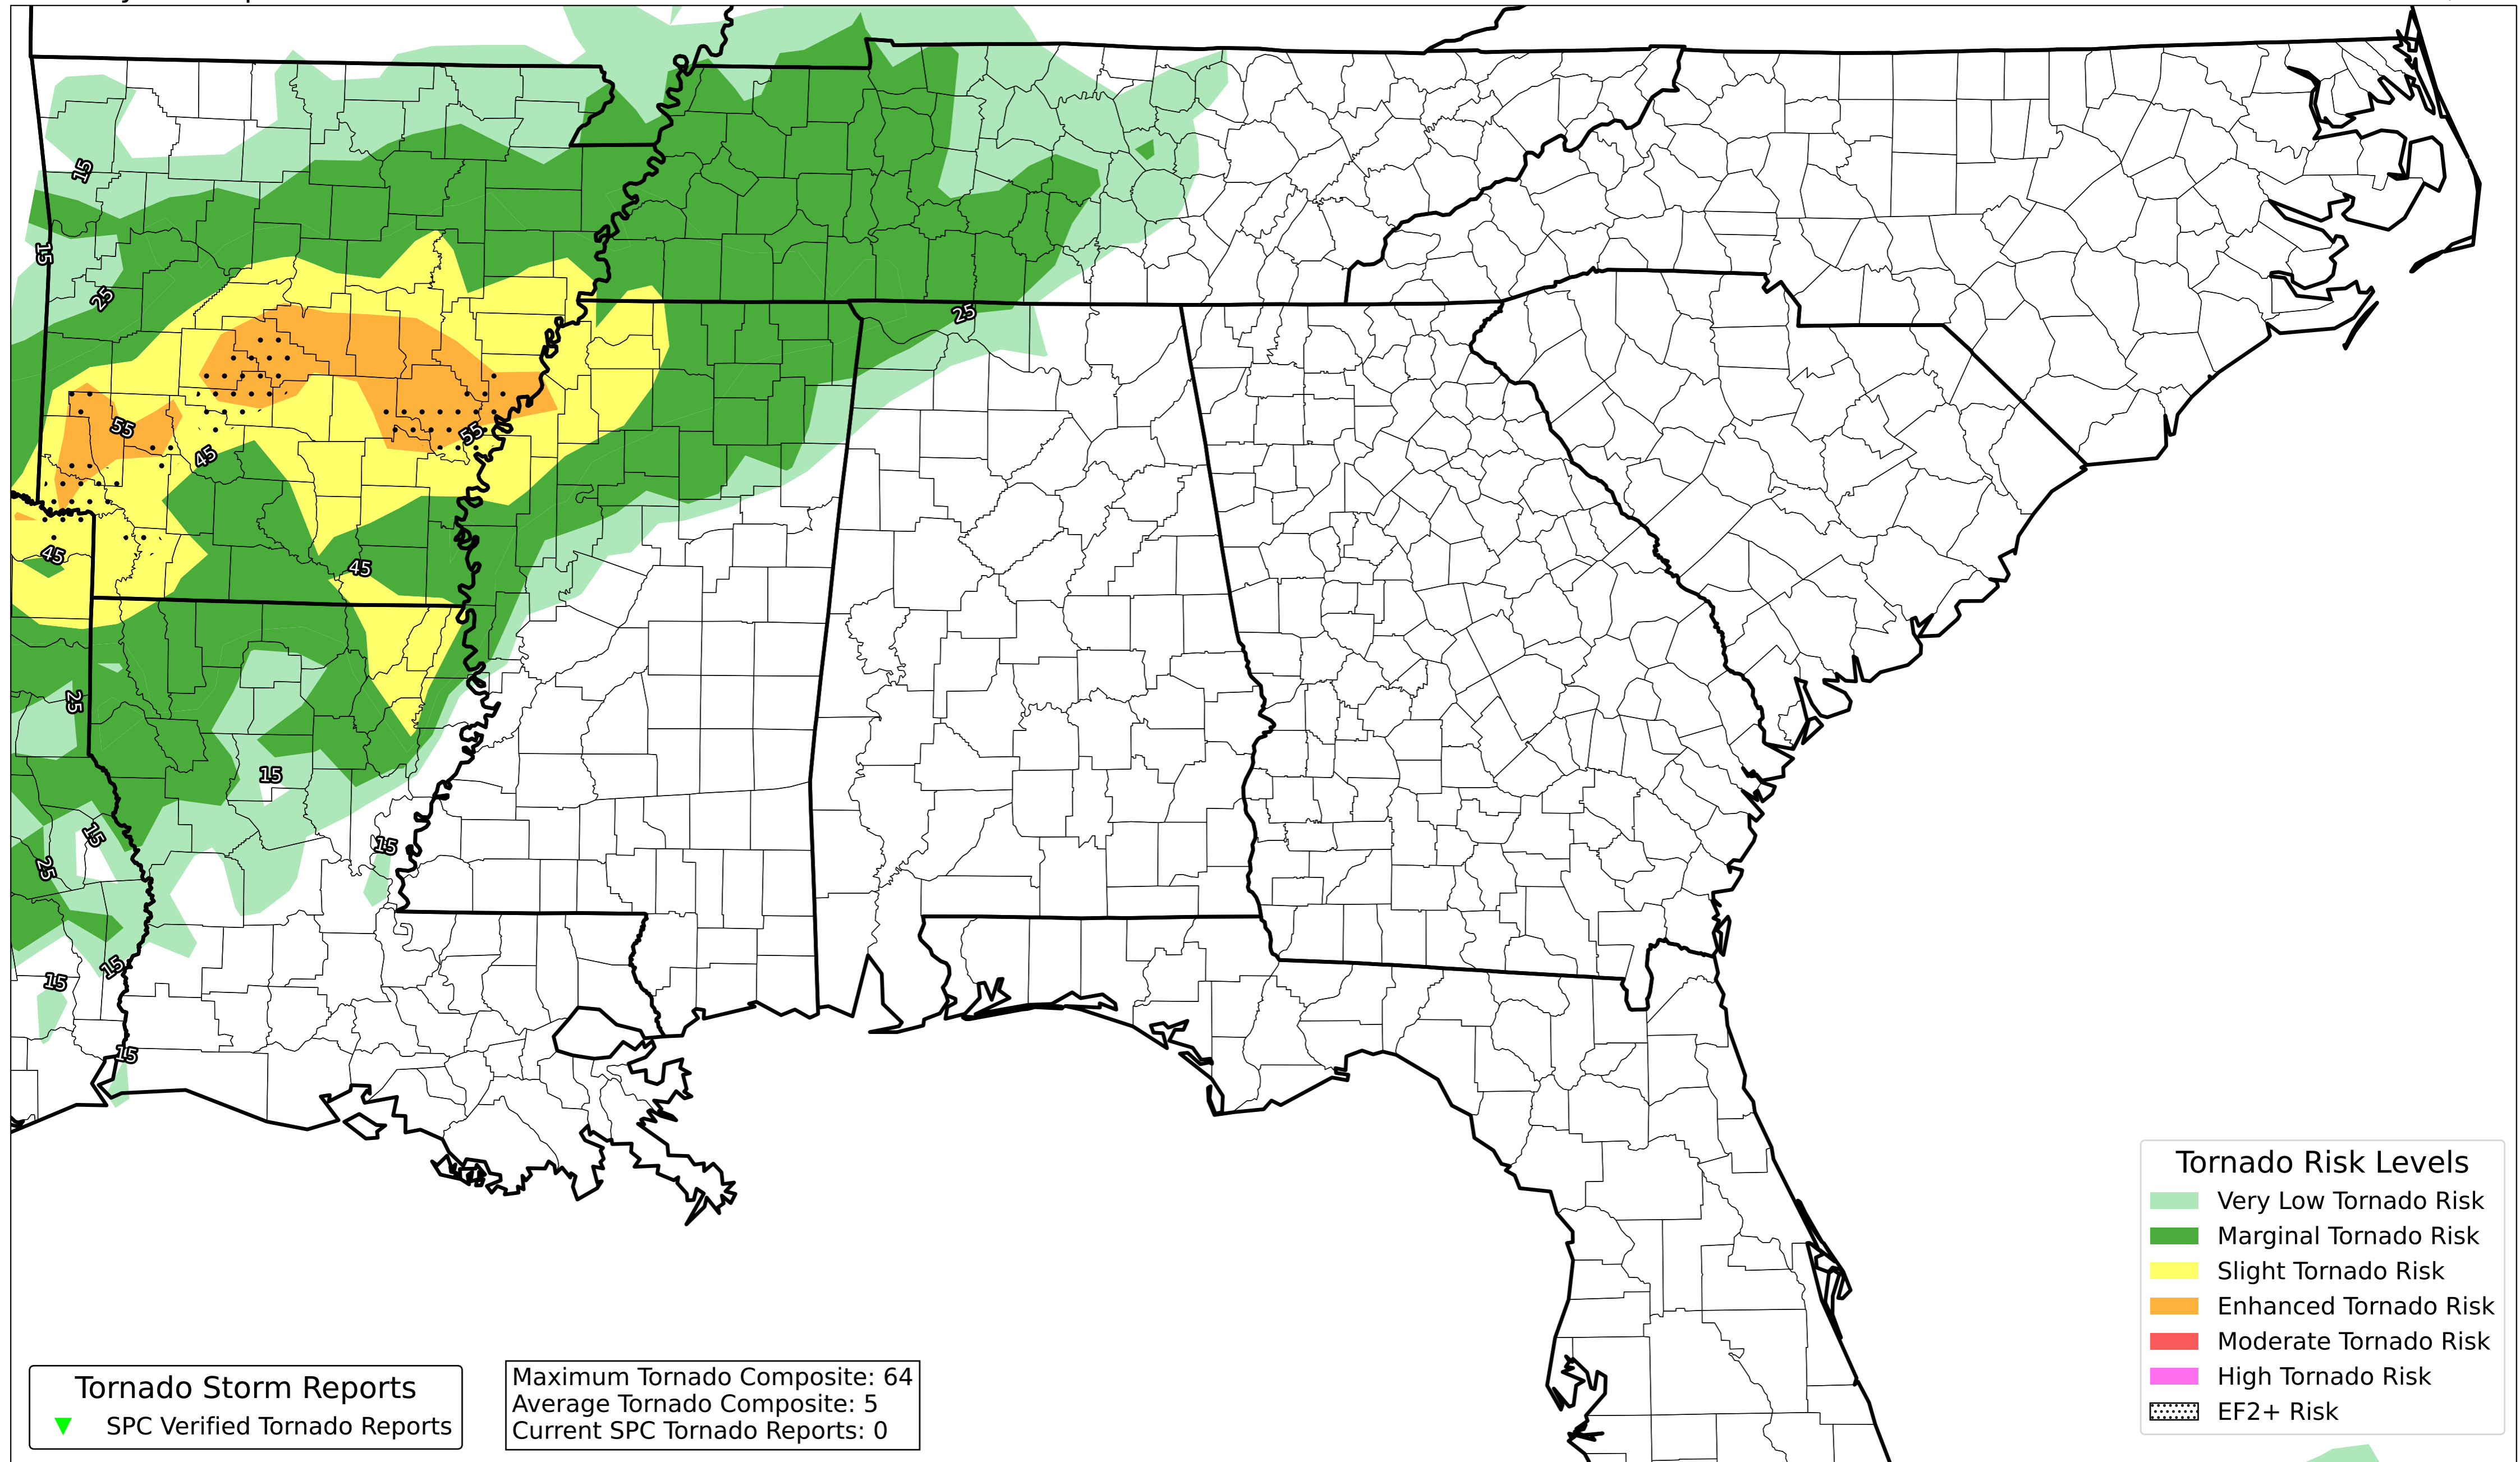 15
15
25
25
55
55
45
45
45
25
15
15
15
25
15
15
15
Tornado Risk Levels
Very Low Tornado Risk
Marginal Tornado Risk
Slight Tornado Risk
Enhanced Tornado Risk
Moderate Tornado Risk
High Tornado Risk
EF2+ Risk
Tornado Storm Reports
SPC Verified Tornado Reports
Maximum Tornado Composite: 64
Average Tornado Composite: 5
Current SPC Tornado Reports: 0